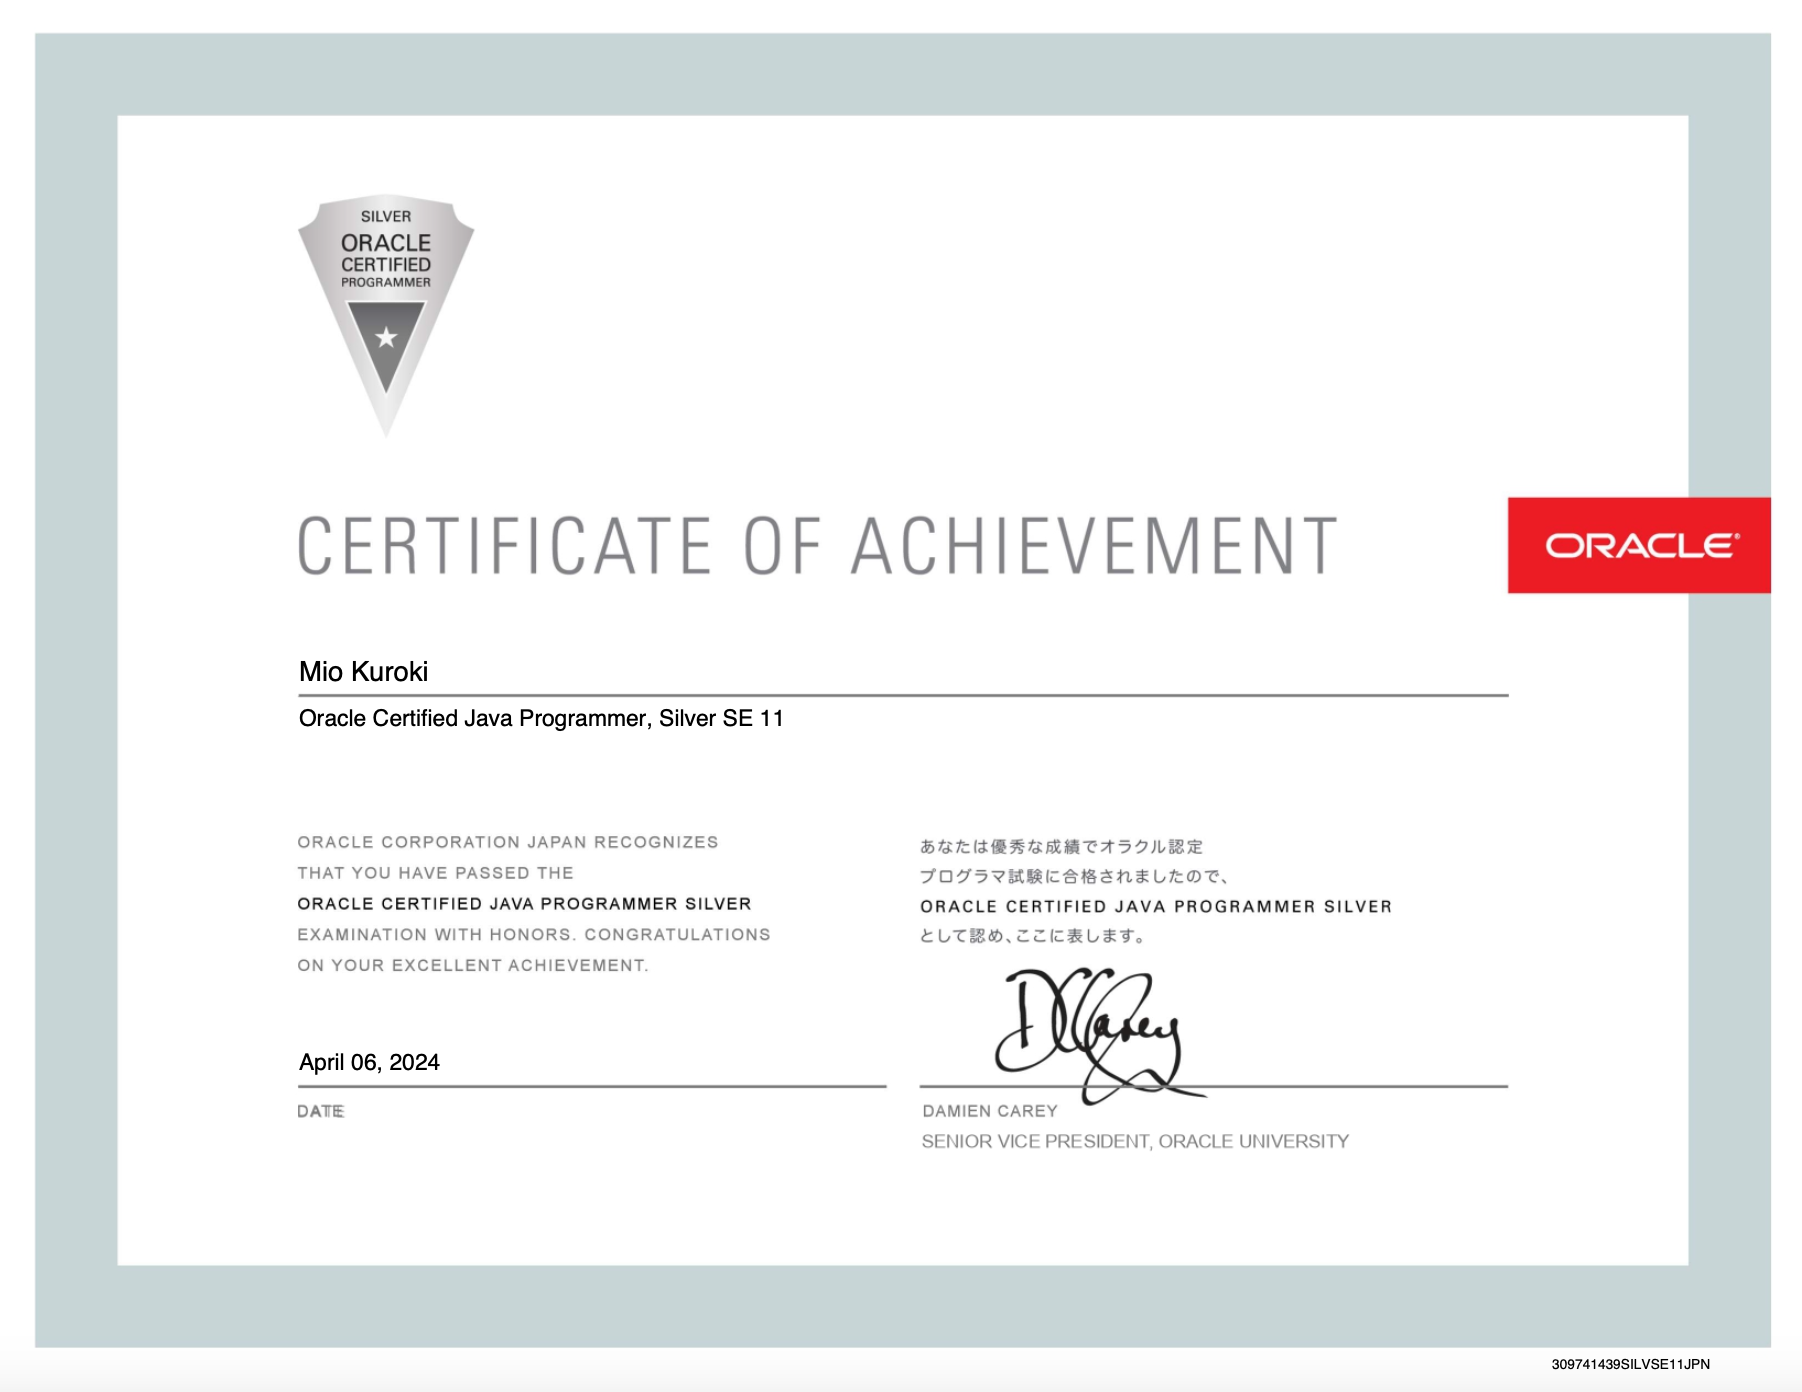 SILVER
ORACLE
CERTIFIED
PROGRAMMER
CERTIFICATE OF ACHIEVEMENT
ORACLE®
Mio Kuroki
Oracle Certified Java Programmer, Silver SE 11
ORACLE CORPORATION JAPAN RECOGNIZES
THAT YOU HAVE PASSED THE
ORACLE CERTIFIED JAVA PROGRAMMER SILVER
EXAMINATION WITH HONORS. CONGRATULATIONS
ON YOUR EXCELLENT ACHIEVEMENT.
あなたは優秀な成績でオラクル認定
プログラマ試験に合格されましたので、
ORACLE CERTIFIED JAVA PROGRAMMER SILVER
として認め、ここに表します。
DCarey
April 06, 2024
DATE
DAMIEN CAREY
SENIOR VICE PRESIDENT, ORACLE UNIVERSITY
309741439SILVSE11JPN